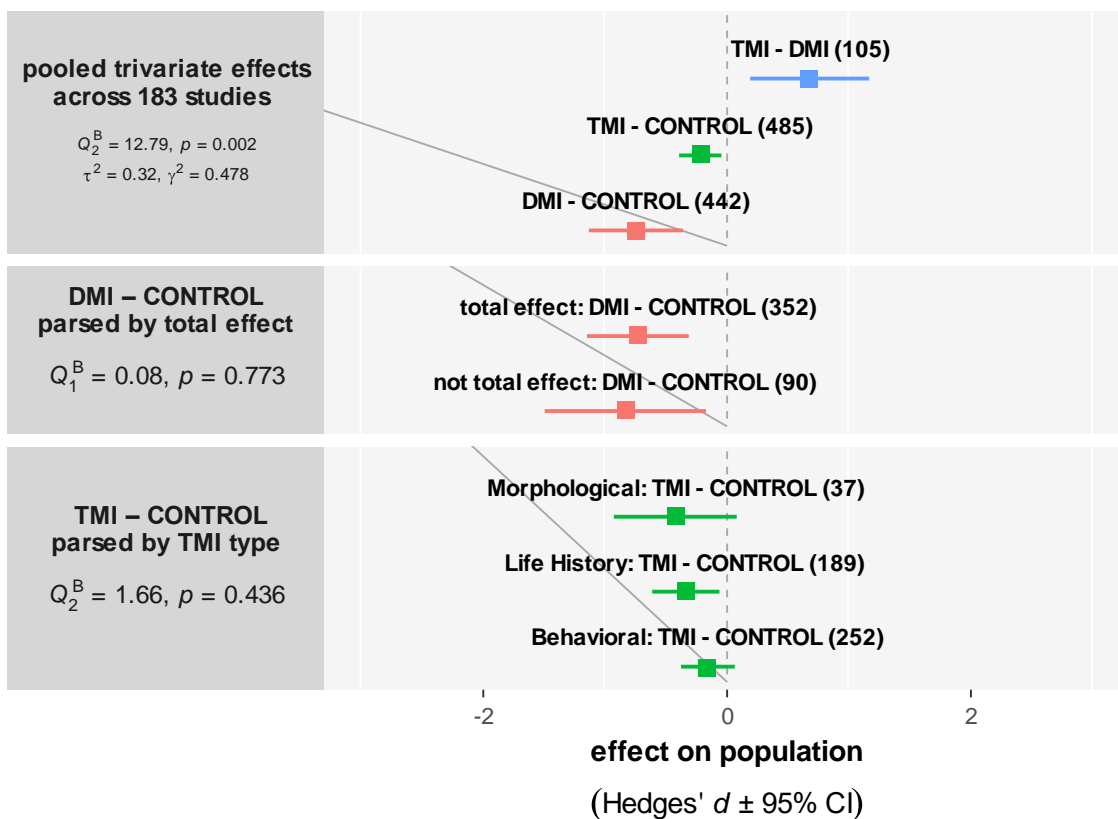 pooled trivariate effects
across 183 studies
Q₂ᴮ = 12.79, p = 0.002
τ² = 0.32, γ² = 0.478
TMI - DMI (105)
TMI - CONTROL (485)
DMI - CONTROL (442)
DMI – CONTROL
parsed by total effect
Q₁ᴮ = 0.08, p = 0.773
total effect: DMI - CONTROL (352)
not total effect: DMI - CONTROL (90)
TMI – CONTROL
parsed by TMI type
Q₂ᴮ = 1.66, p = 0.436
Morphological: TMI - CONTROL (37)
Life History: TMI - CONTROL (189)
Behavioral: TMI - CONTROL (252)
-2 0 2
effect on population
(Hedges' d ± 95% CI)